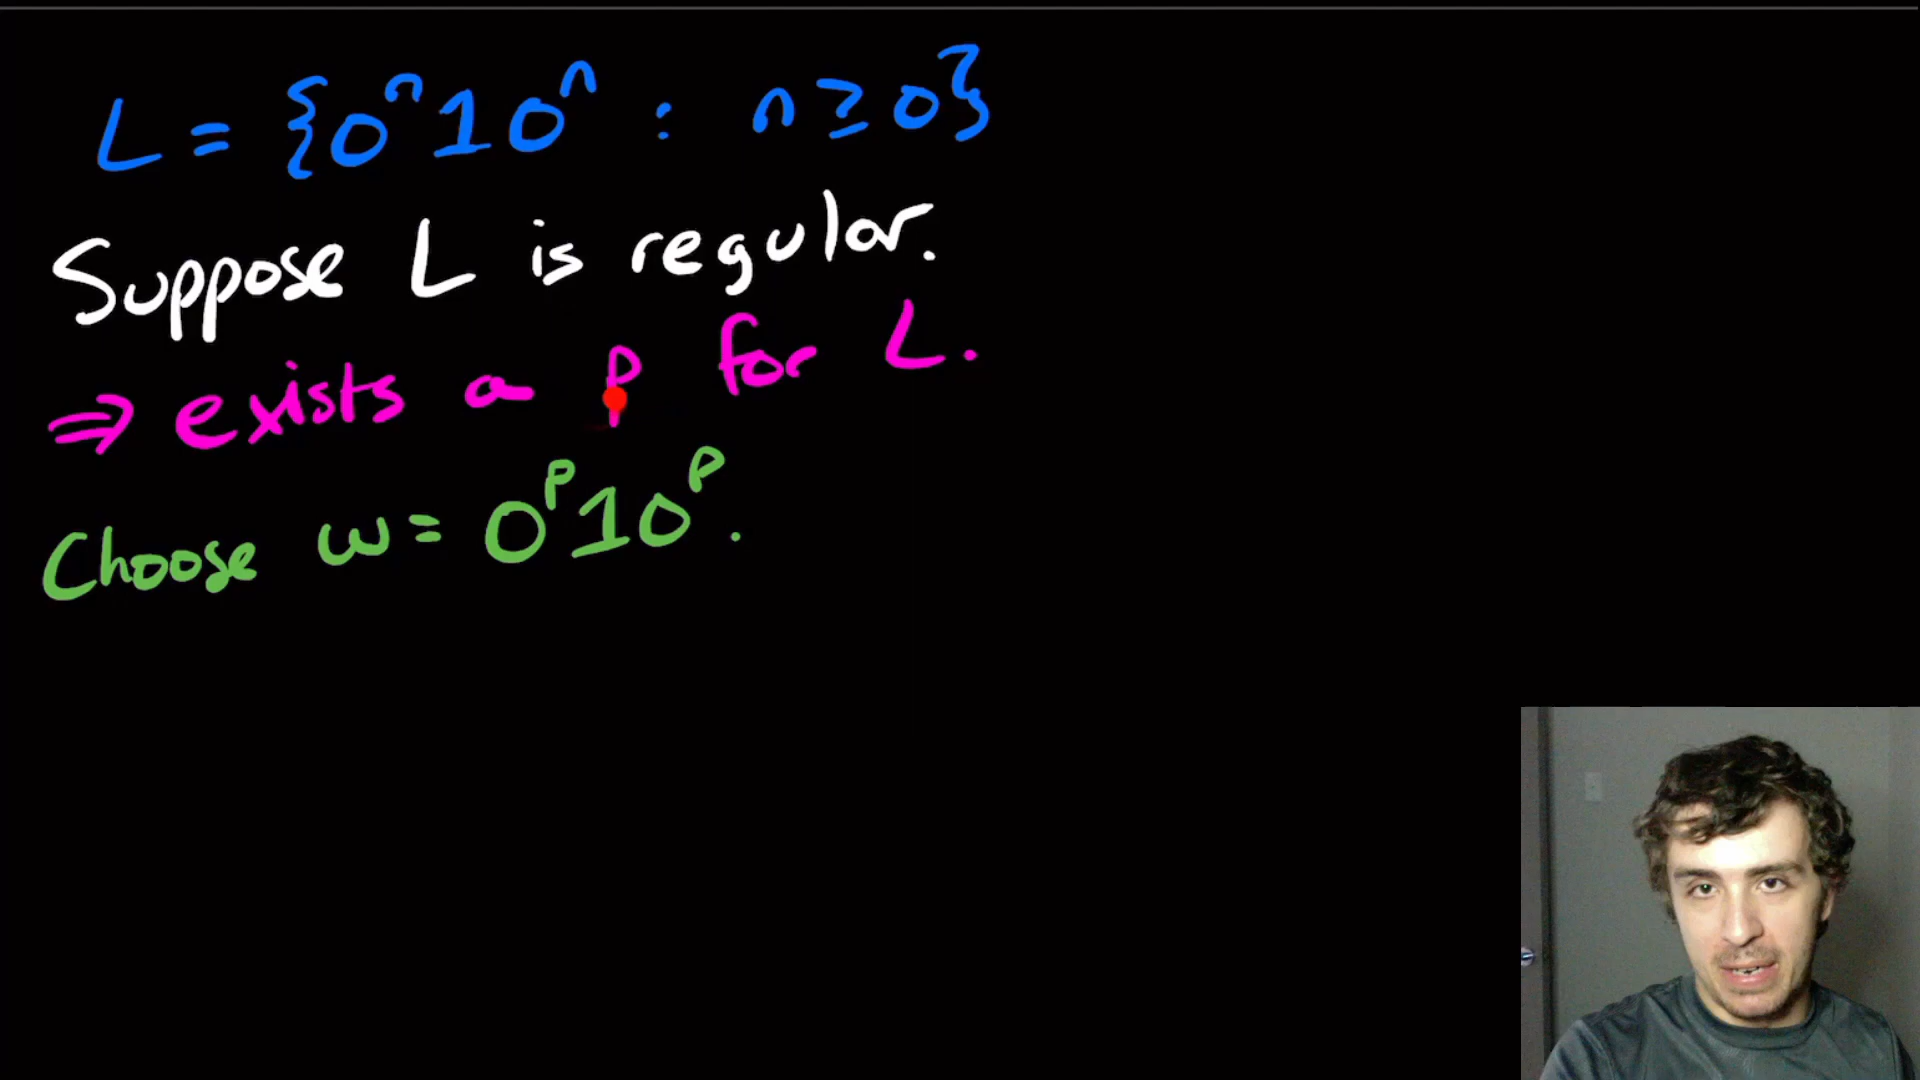 L = {0ⁿ10ⁿ : n ≥ 0}
Suppose L is regular.
⇒ exists a p for L.
Choose w = 0ᵖ10ᵖ.